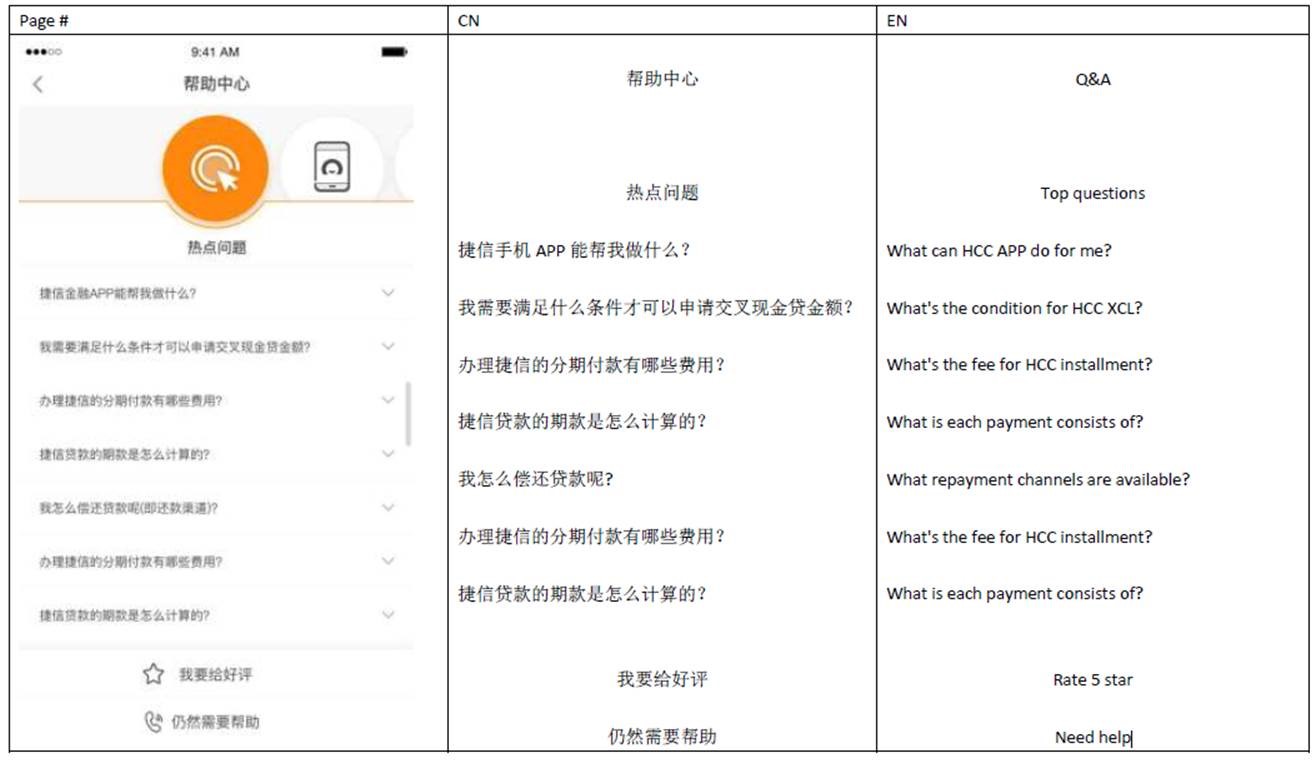 Page #
CN
EN
9:41 AM
帮助中心
热点问题
捷信金融APP能帮我做什么?
我需要满足什么条件才可以申请交叉现金贷金额?
办理捷信的分期付款有哪些费用?
捷信贷款的期款是怎么计算的?
我怎么偿还贷款呢(即还款渠道)?
办理捷信的分期付款有哪些费用?
捷信贷款的期款是怎么计算的?
我要给好评
仍然需要帮助
帮助中心
热点问题
捷信手机 APP 能帮我做什么？
我需要满足什么条件才可以申请交叉现金贷金额？
办理捷信的分期付款有哪些费用？
捷信贷款的期款是怎么计算的？
我怎么偿还贷款呢?
办理捷信的分期付款有哪些费用？
捷信贷款的期款是怎么计算的？
我要给好评
仍然需要帮助
Q&A
Top questions
What can HCC APP do for me?
What's the condition for HCC XCL?
What's the fee for HCC installment?
What is each payment consists of?
What repayment channels are available?
What's the fee for HCC installment?
What is each payment consists of?
Rate 5 star
Need help